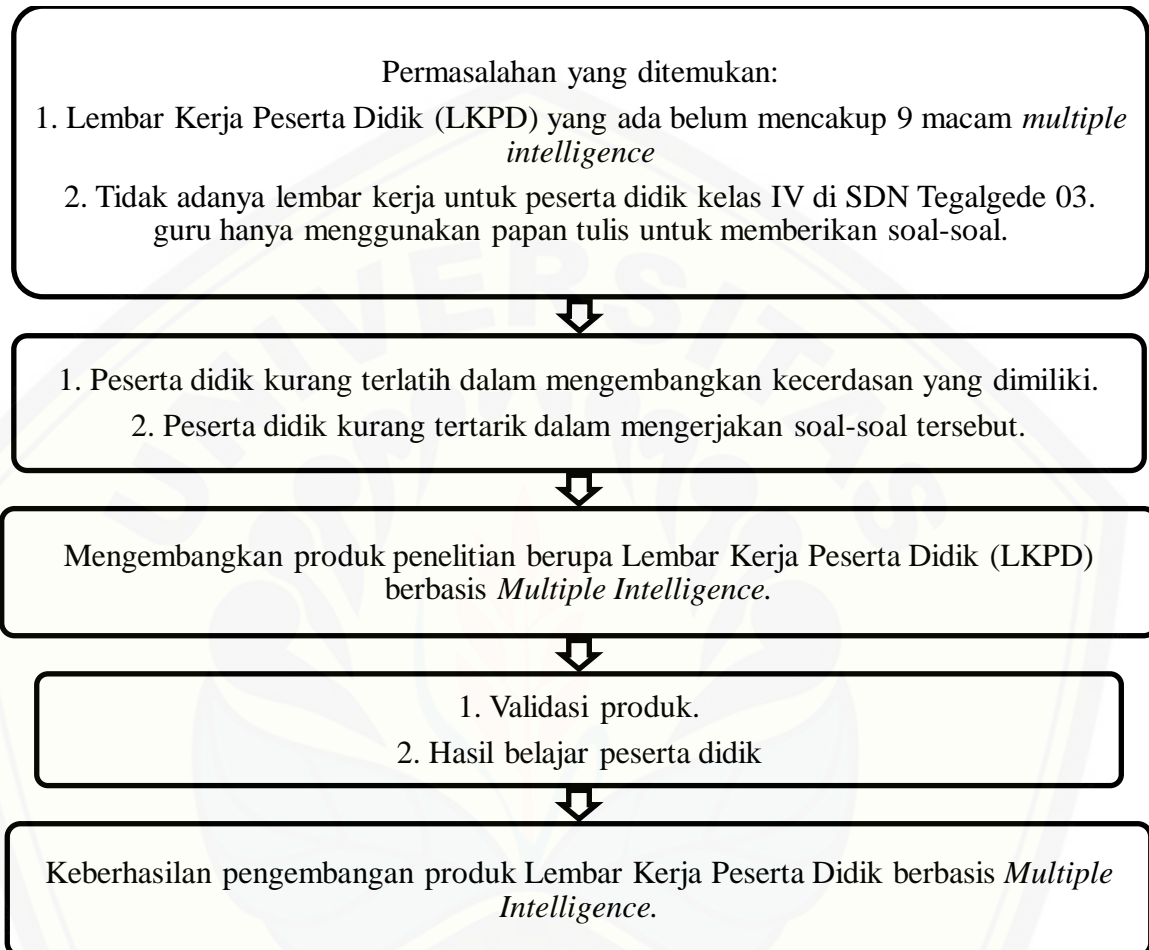 Permasalahan yang ditemukan:
1. Lembar Kerja Peserta Didik (LKPD) yang ada belum mencakup 9 macam multiple
intelligence
2. Tidak adanya lembar kerja untuk peserta didik kelas IV di SDN Tegalgede 03.
guru hanya menggunakan papan tulis untuk memberikan soal-soal.
1. Peserta didik kurang terlatih dalam mengembangkan kecerdasan yang dimiliki.
2. Peserta didik kurang tertarik dalam mengerjakan soal-soal tersebut.
Mengembangkan produk penelitian berupa Lembar Kerja Peserta Didik (LKPD)
berbasis Multiple Intelligence.
1. Validasi produk.
2. Hasil belajar peserta didik
Keberhasilan pengembangan produk Lembar Kerja Peserta Didik berbasis Multiple
Intelligence.
UNIVERSITAS